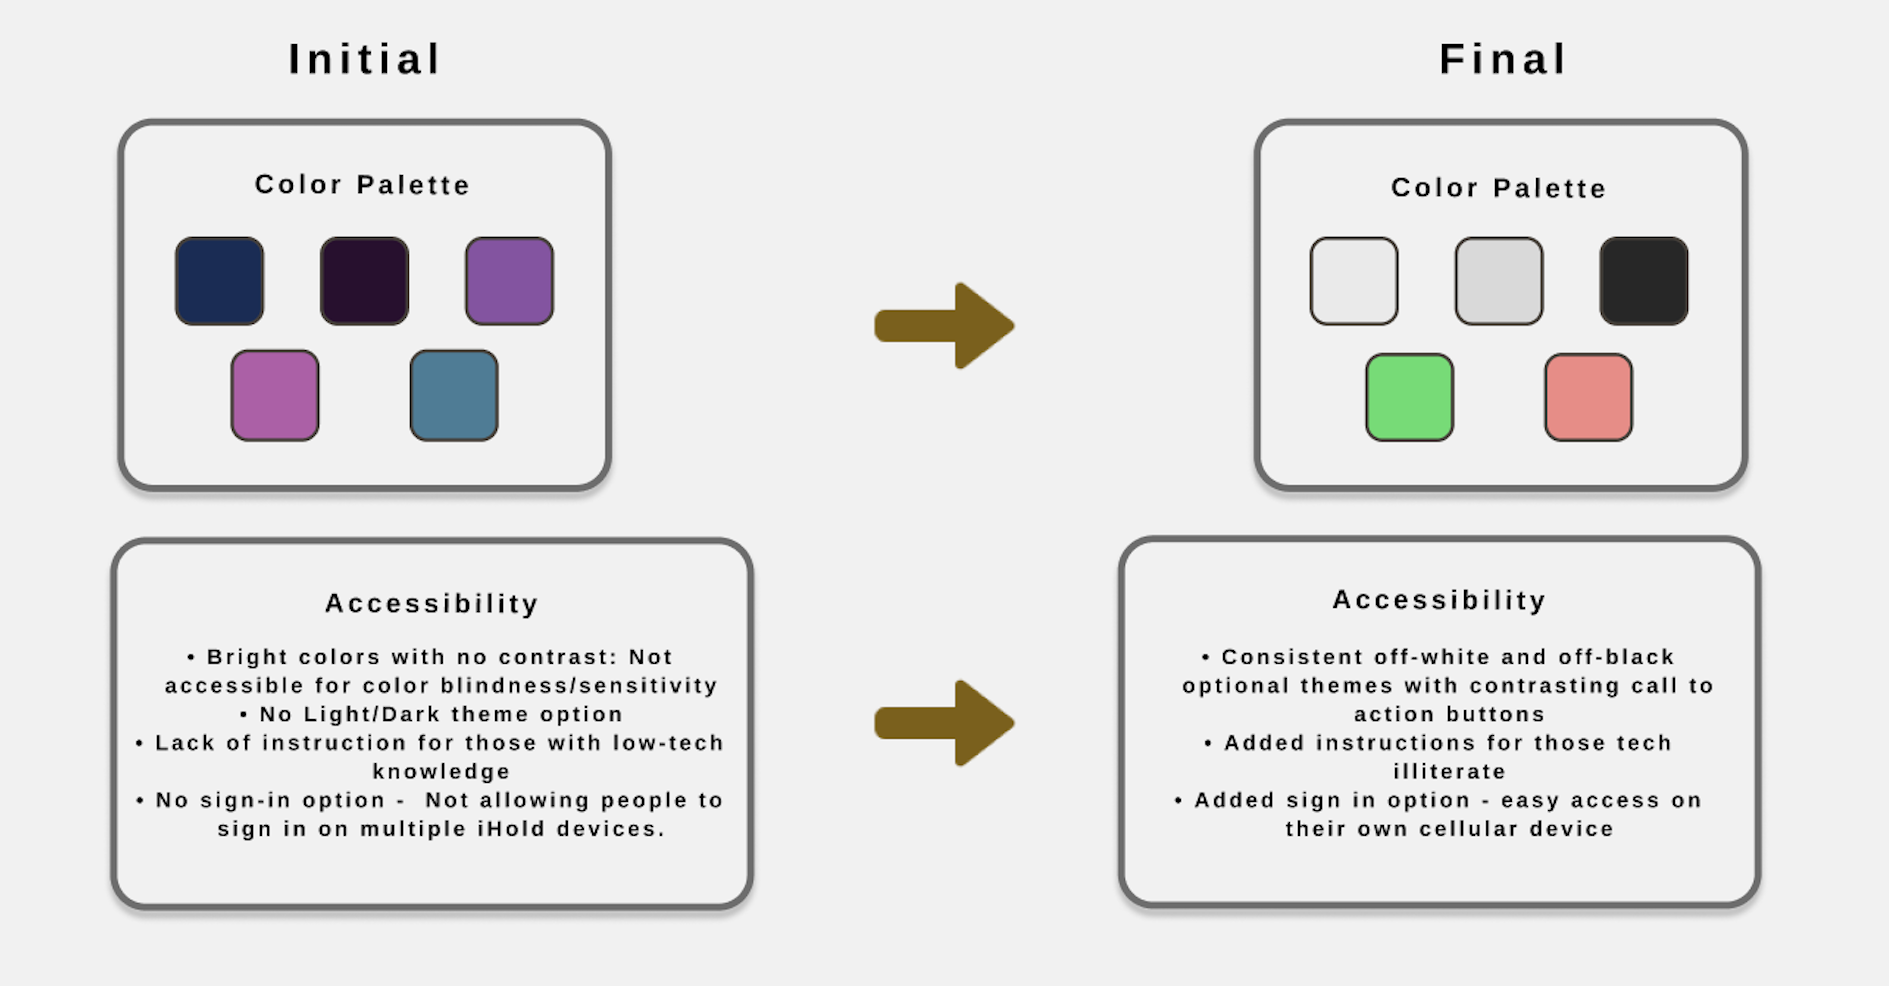 Initial
Final
Color Palette
Color Palette
Accessibility
• Bright colors with no contrast: Not
accessible for color blindness/sensitivity
• No Light/Dark theme option
• Lack of instruction for those with low-tech
knowledge
• No sign-in option -  Not allowing people to
sign in on multiple iHold devices.
Accessibility
• Consistent off-white and off-black
optional themes with contrasting call to
action buttons
• Added instructions for those tech
illiterate
• Added sign in option - easy access on
their own cellular device